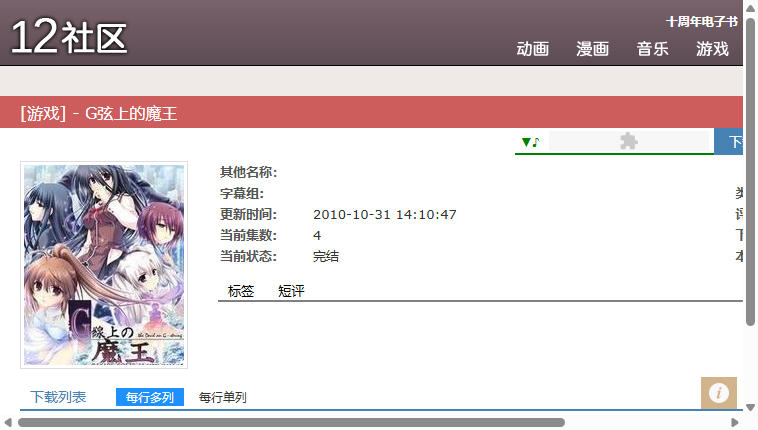 12社区
十周年电子书
动画 漫画 音乐 游戏
[游戏] - G弦上的魔王
▼♪
下
其他名称:
字幕组:
更新时间: 2010-10-31 14:10:47
当前集数: 4
当前状态: 完结
标签 短评
G線上の魔王
the Devil on G-string
下载列表 每行多列 每行单列